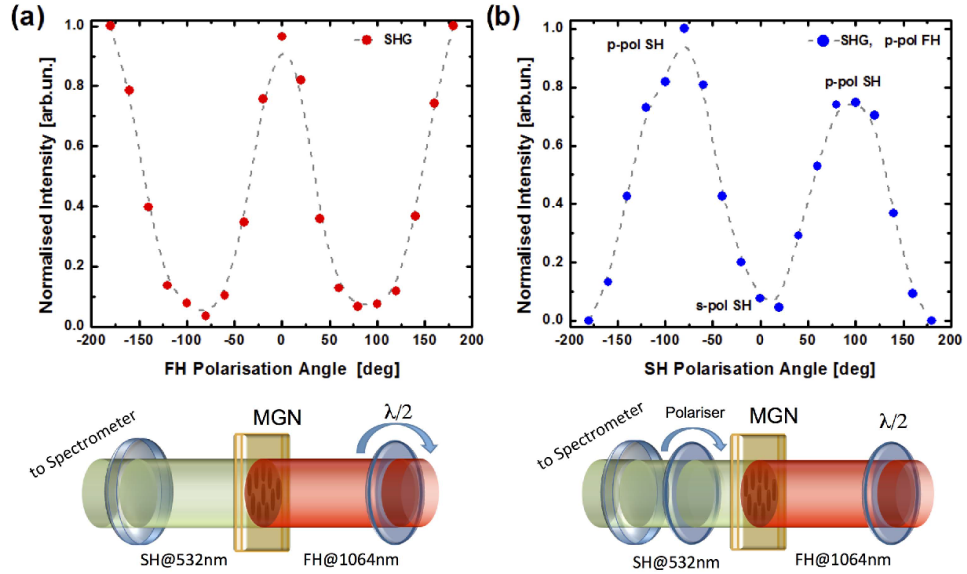 (a)
Normalised Intensity [arb.un.]
1.0
0.8
0.6
0.4
0.2
0.0
SHG
-200 -150 -100 -50 0 50 100 150 200
FH Polarisation Angle [deg]
(b)
Normalised Intensity [arb.un.]
1.0
0.8
0.6
0.4
0.2
0.0
p-pol SH
SHG, p-pol FH
p-pol SH
s-pol SH
-200 -150 -100 -50 0 50 100 150 200
SH Polarisation Angle [deg]
to Spectrometer
MGN
λ/2
SH@532nm
FH@1064nm
to Spectrometer
Polariser
MGN
λ/2
SH@532nm
FH@1064nm